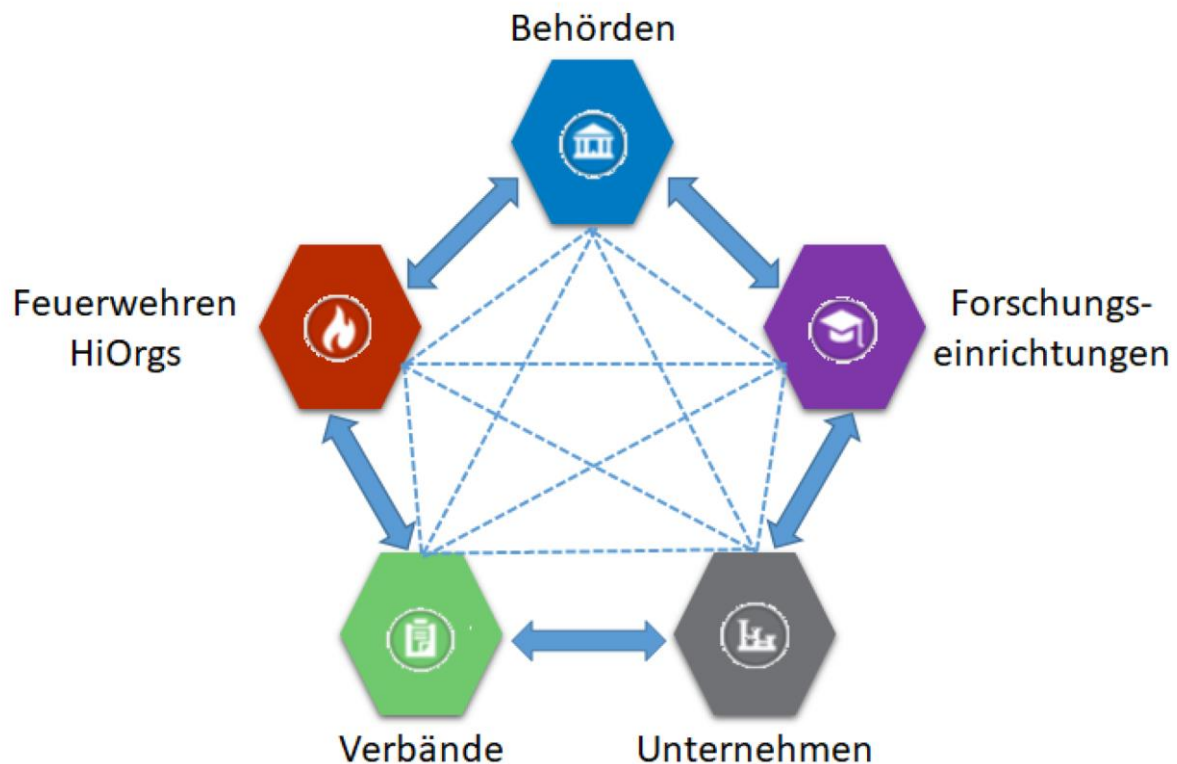 Behörden
Feuerwehren
HiOrgs
Forschungs-
einrichtungen
Verbände
Unternehmen